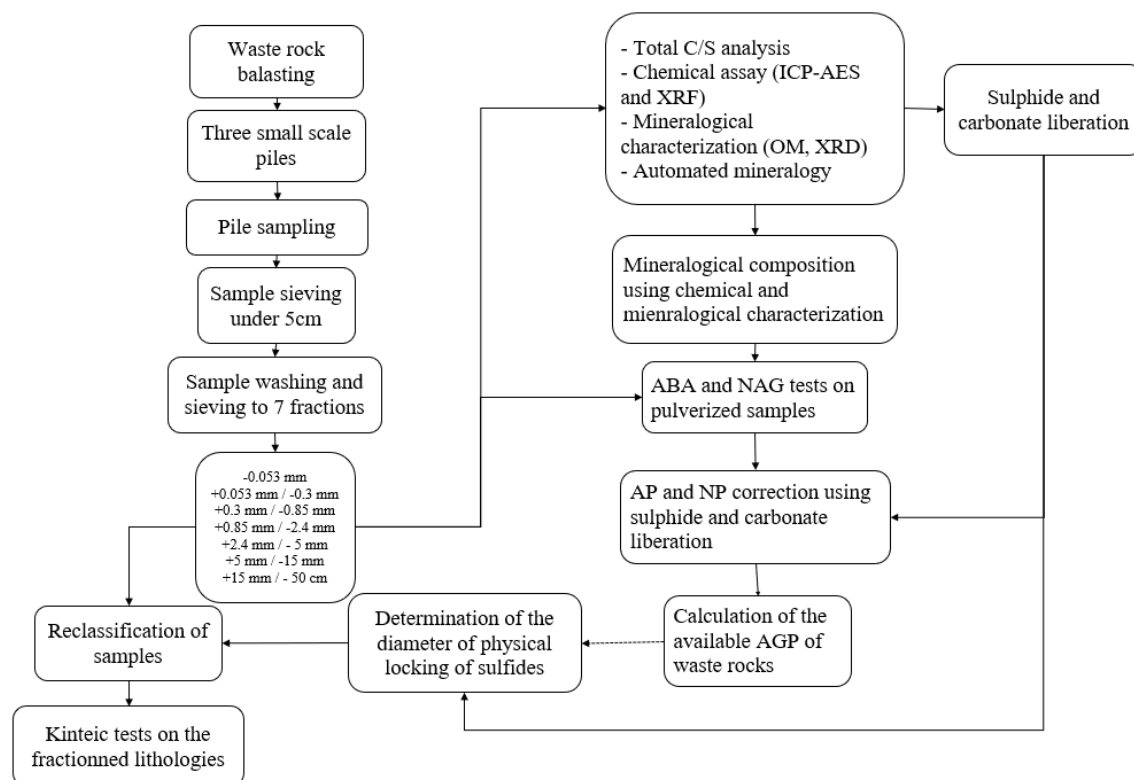 Waste rock
balasting
Three small scale
piles
Pile sampling
Sample sieving
under 5cm
Sample washing and
sieving to 7 fractions
-0.053 mm
+0.053 mm / -0.3 mm
+0.3 mm / -0.85 mm
+0.85 mm / -2.4 mm
+2.4 mm / - 5 mm
+5 mm / -15 mm
+15 mm / - 50 cm
Reclassification of
samples
Kinteic tests on the
fractionned lithologies
- Total C/S analysis
- Chemical assay (ICP-AES
and XRF)
- Mineralogical
characterization (OM, XRD)
- Automated mineralogy
Sulphide and
carbonate liberation
Mineralogical composition
using chemical and
mienralogical characterization
ABA and NAG tests on
pulverized samples
AP and NP correction using
sulphide and carbonate
liberation
Calculation of the
available AGP of
waste rocks
Determination of the
diameter of physical
locking of sulfides